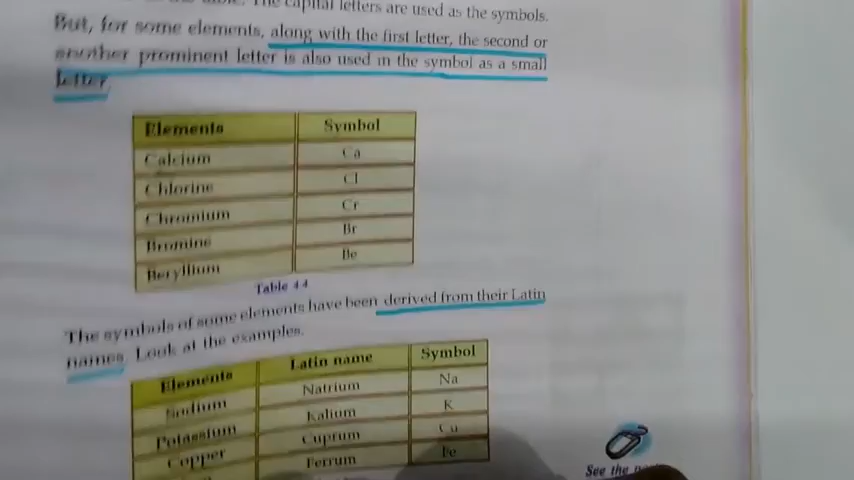 The capital letters are used as the symbols.
But, for some elements, along with the first letter, the second or
another prominent letter is also used in the symbol as a small
letter
Elements Symbol
Calcium Ca
Chlorine Cl
Chromium Cr
Bromine Br
Beryllium Be
Table 4.4
The symbols of some elements have been derived from their Latin
names. Look at the examples.
Elements Latin name Symbol
Sodium Natrium Na
Potassium Kalium K
Copper Cuprum Cu
Ferrum Fe
See the